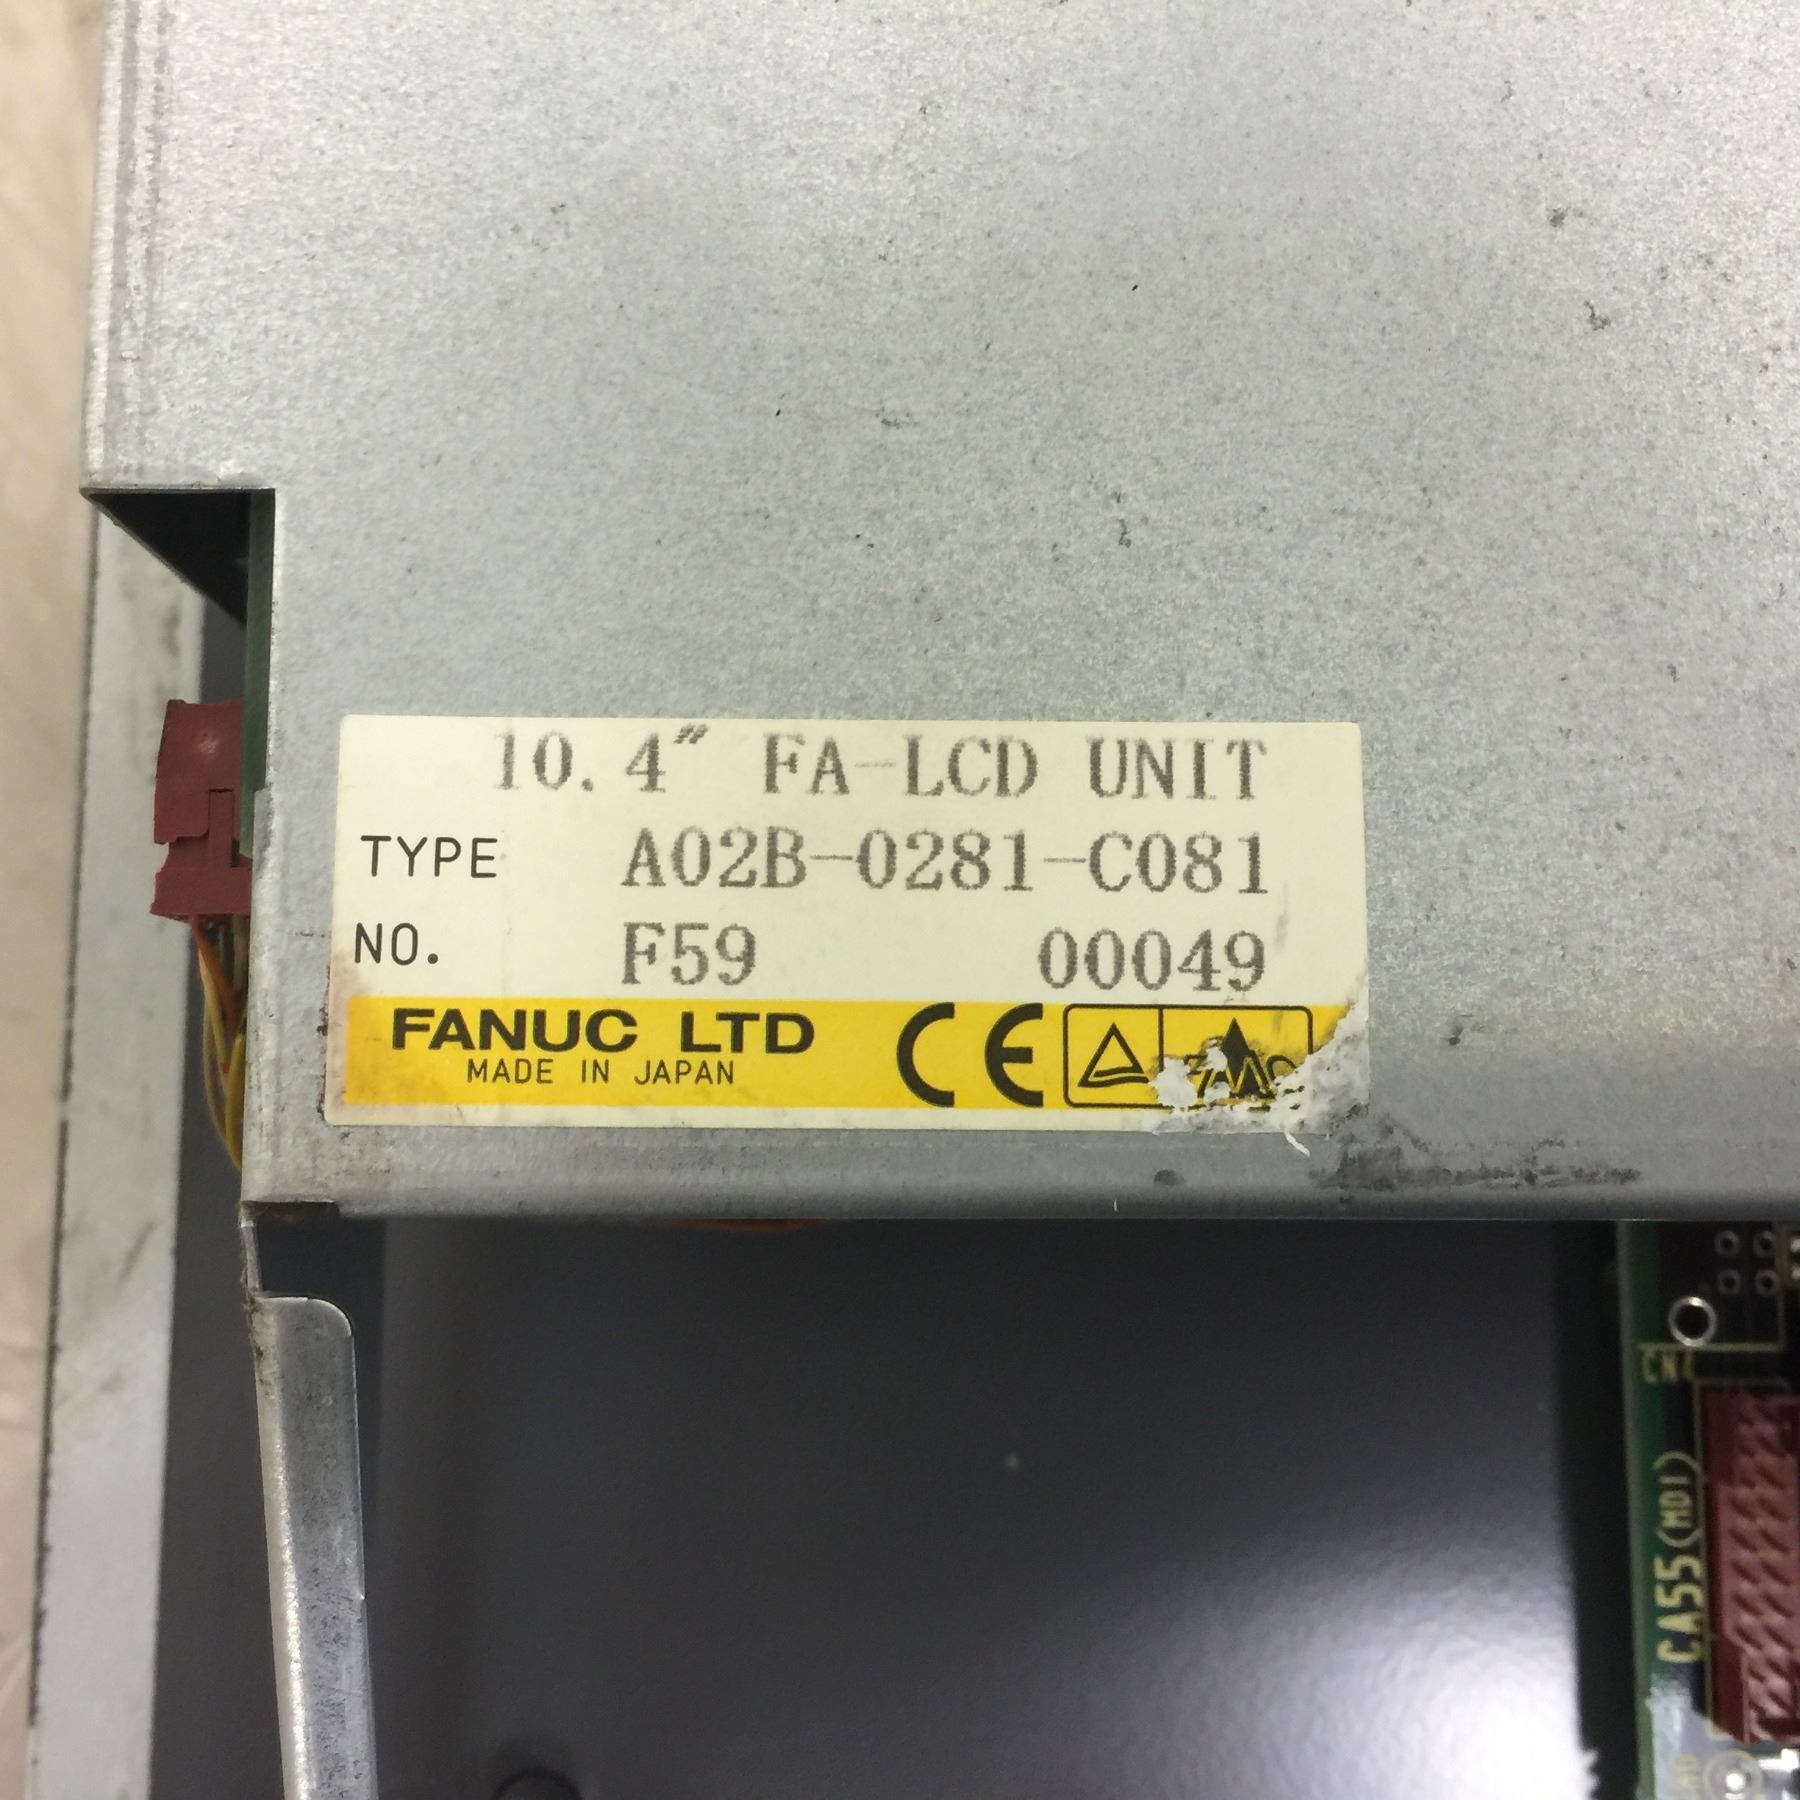 10.4" FA-LCD UNIT
TYPE A02B-0281-C081
NO. F59 00049
FANUC LTD
MADE IN JAPAN
CE
CA55(MDI)